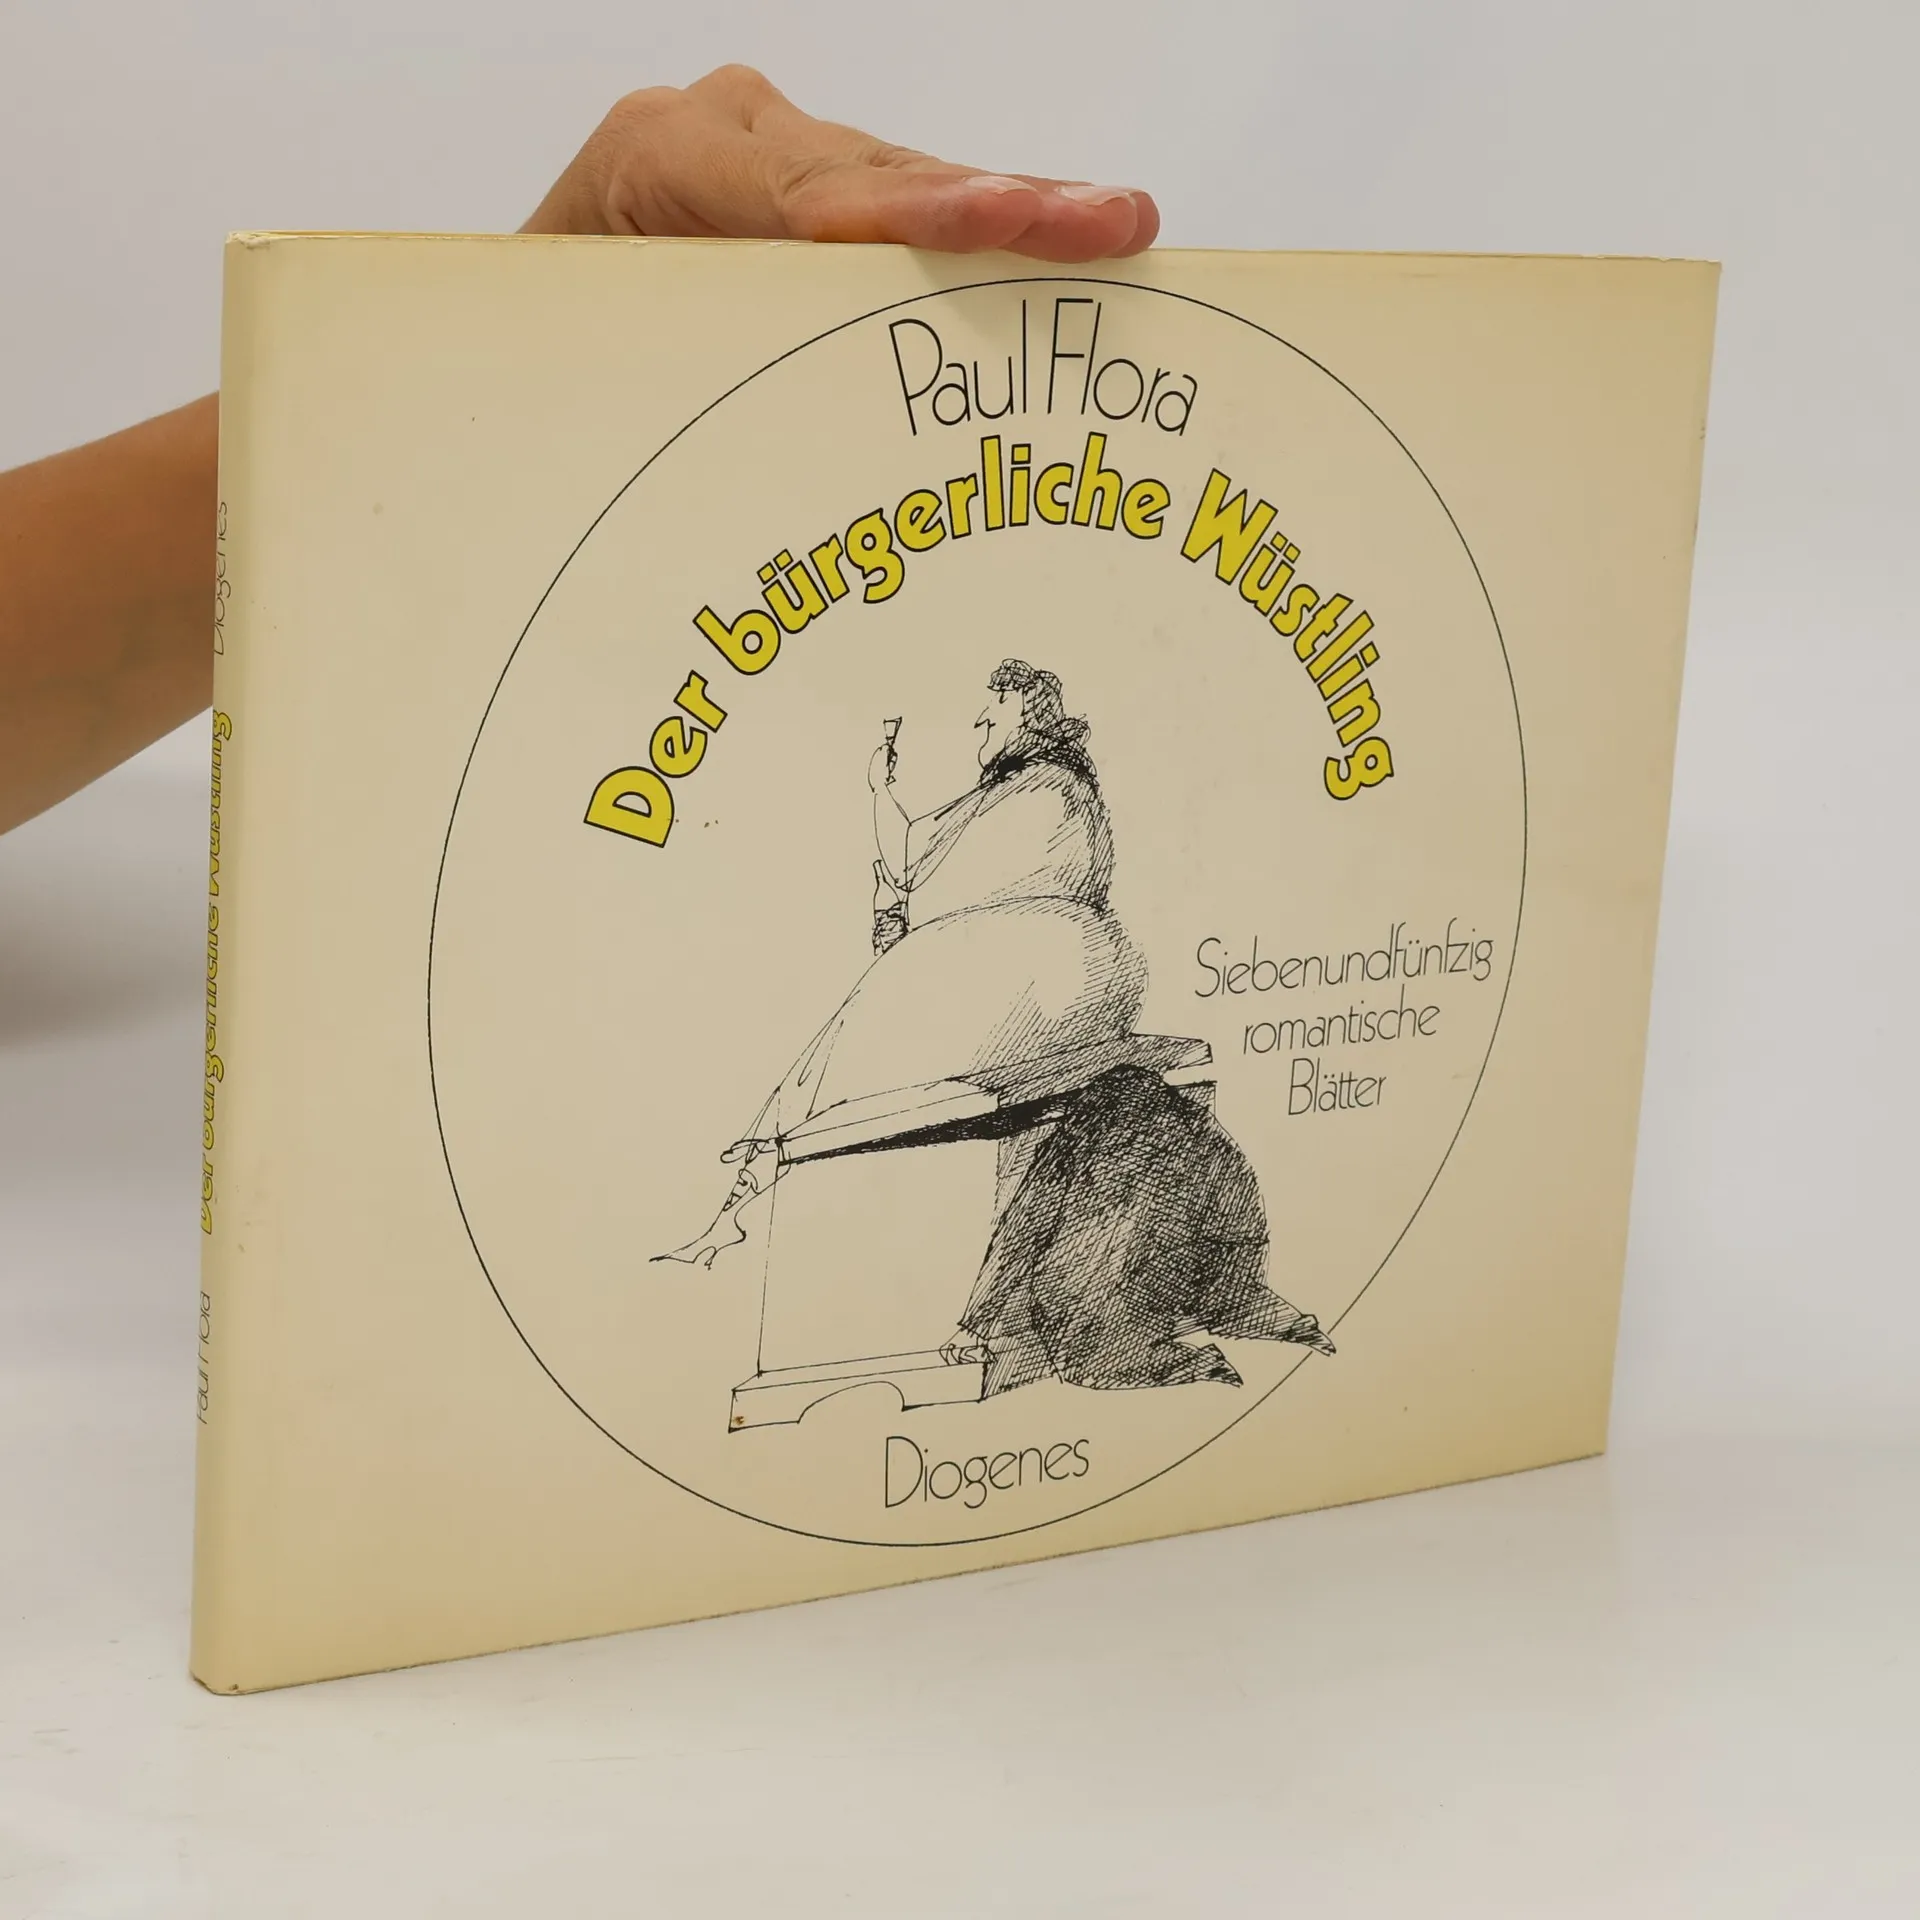 Paul Flora
Der bürgerliche Wüstling
Siebenundfünfzig
romantische
Blätter
Diogenes
Paul Flora Der bürgerliche Wüstling Diogenes